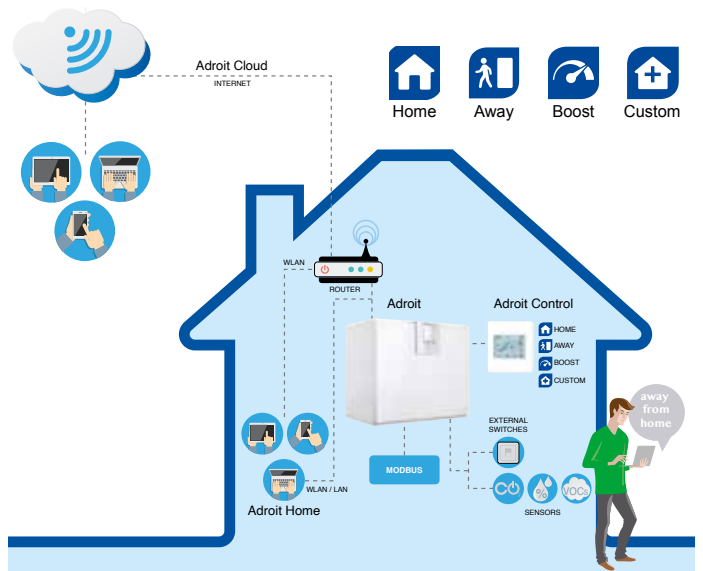 Adroit Cloud
INTERNET
Home
Away
Boost
Custom
WLAN
ROUTER
Adroit
Adroit Control
HOME
AWAY
BOOST
CUSTOM
away
from
home
EXTERNAL
SWITCHES
MODBUS
WLAN / LAN
Adroit Home
%
VOCs
SENSORS